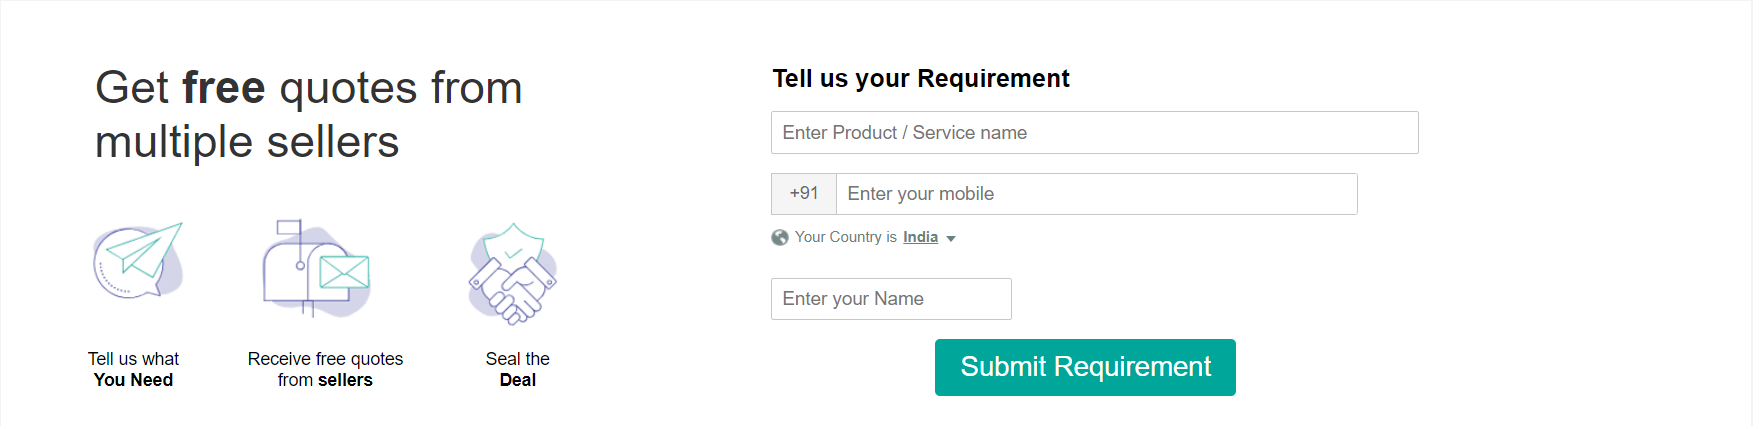 Get free quotes from
multiple sellers
Tell us what
You Need
Receive free quotes
from sellers
Seal the
Deal
Tell us your Requirement
Enter Product / Service name
+91 Enter your mobile
Your Country is India
Enter your Name
Submit Requirement